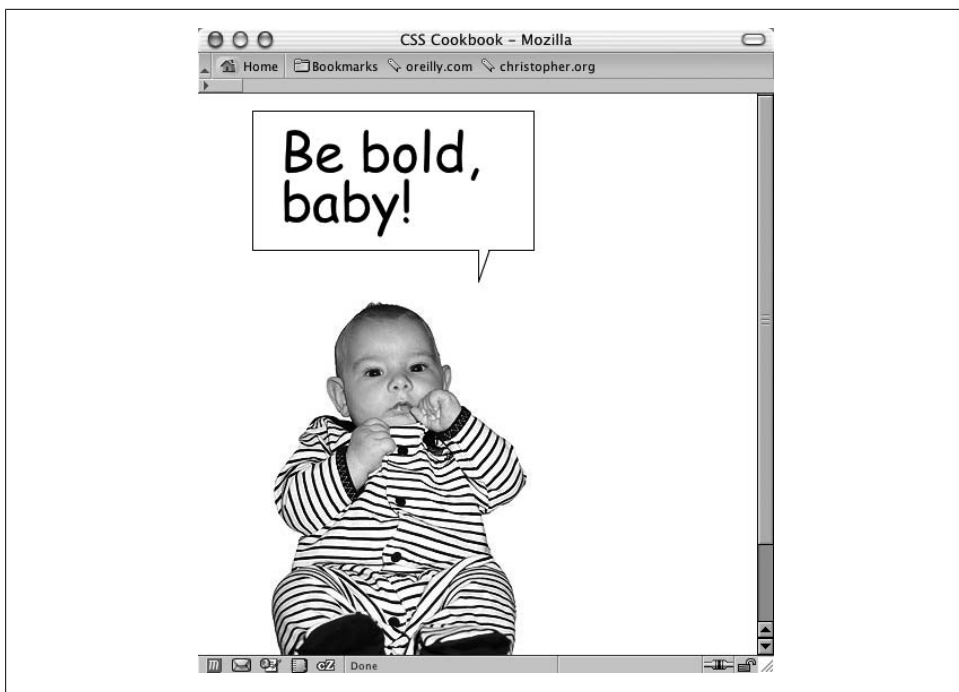 CSS Cookbook – Mozilla
Home Bookmarks oreilly.com christopher.org
Be bold,
baby!
Done